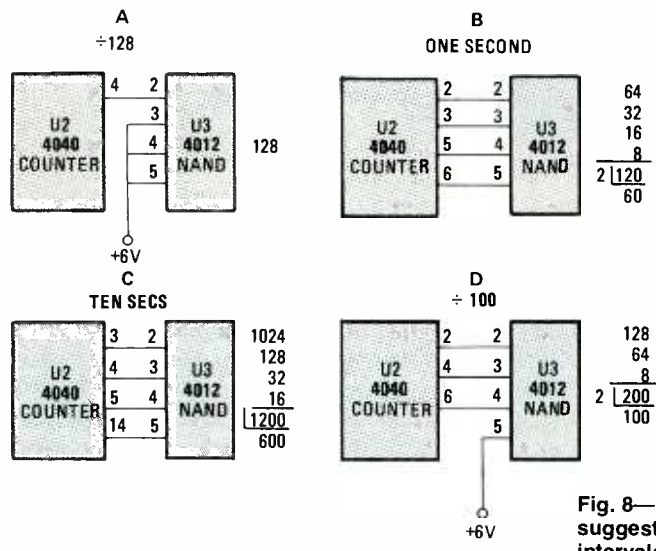 A
÷128
4 2
3
4
5
U2
4040
COUNTER
U3
4012
NAND
128
+6V
B
ONE SECOND
2 2
3 3
5 4
6 5
U2
4040
COUNTER
U3
4012
NAND
64
32
16
8
2 120
60
C
TEN SECS
3 2
4 3
5 4
14 5
U2
4040
COUNTER
U3
4012
NAND
1024
128
32
16
1200
600
D
÷ 100
2 2
4 3
6 4
5
U2
4040
COUNTER
U3
4012
NAND
128
64
8
2 200
100
+6V
Fig. 8—
suggest
intervals